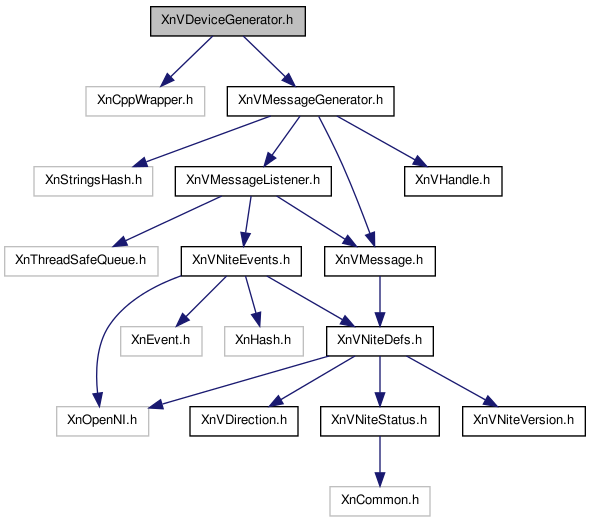 XnVDeviceGenerator.h
XnCppWrapper.h
XnVMessageGenerator.h
XnStringsHash.h
XnVMessageListener.h
XnVHandle.h
XnThreadSafeQueue.h
XnVNiteEvents.h
XnVMessage.h
XnEvent.h
XnHash.h
XnVNiteDefs.h
XnOpenNI.h
XnVDirection.h
XnVNiteStatus.h
XnVNiteVersion.h
XnCommon.h